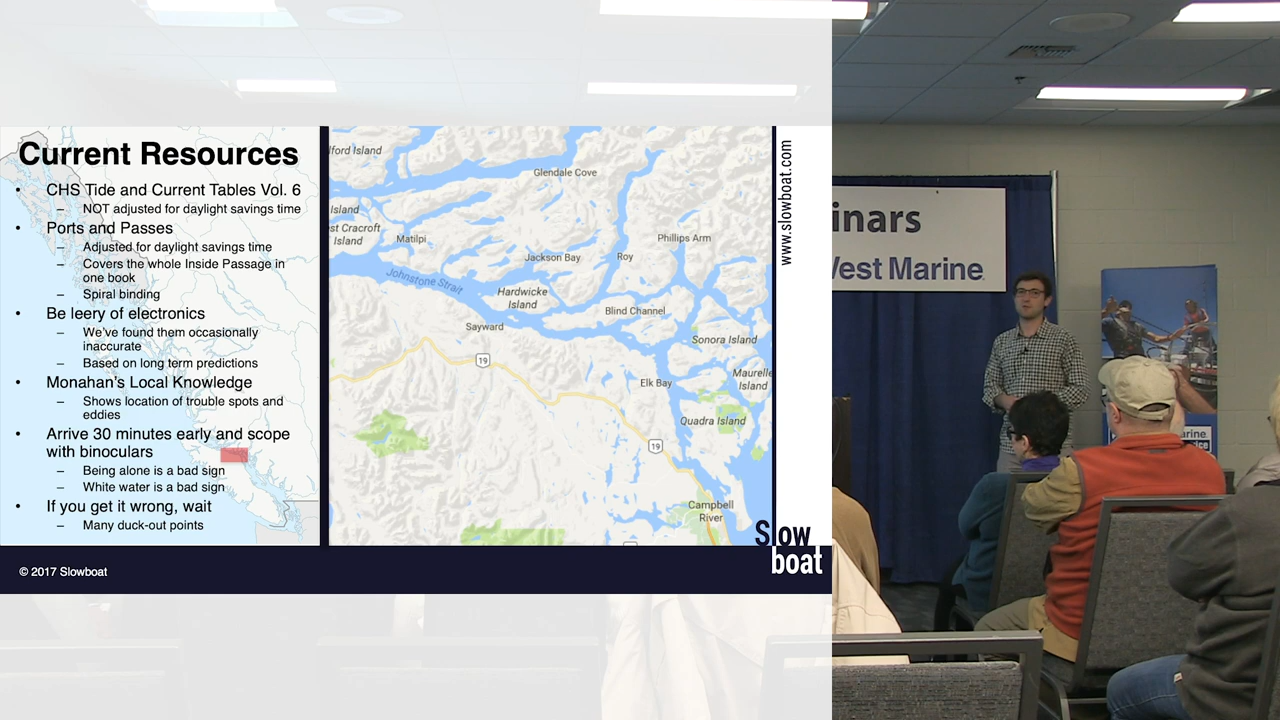 Current Resources
• CHS Tide and Current Tables Vol. 6
– NOT adjusted for daylight savings time
• Ports and Passes
– Adjusted for daylight savings time
– Covers the whole Inside Passage in
one book
– Spiral binding
• Be leery of electronics
– We've found them occasionally
inaccurate
– Based on long term predictions
• Monahan's Local Knowledge
– Shows location of trouble spots and
eddies
• Arrive 30 minutes early and scope
with binoculars
– Being alone is a bad sign
– White water is a bad sign
• If you get it wrong, wait
– Many duck-out points
© 2017 Slowboat
lford Island
Glendale Cove
Island
st Cracroft
Island
Matilpi
Phillips Arm
Jackson Bay
Roy
Johnstone Strait
Hardwicke
Island
Blind Channel
Sayward
19
Sonora Island
Elk Bay
Maurelle
Island
Quadra Island
19
Campbell
River
www.slowboat.com
Slow
boat
inars
Vest Marine
arine